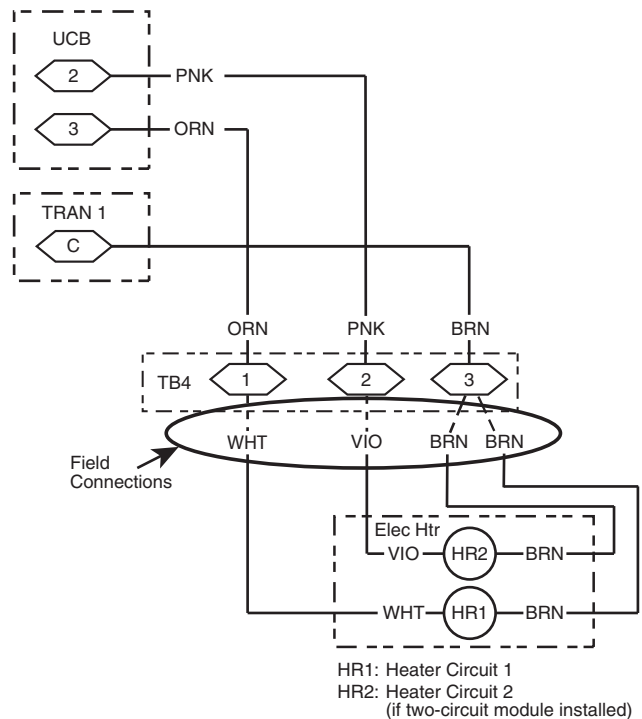 UCB
2 PNK
3 ORN
TRAN 1
C
ORN PNK BRN
TB4 1 2 3
WHT VIO BRN BRN
Field
Connections
Elec Htr
VIO HR2 BRN
WHT HR1 BRN
HR1: Heater Circuit 1
HR2: Heater Circuit 2
(if two-circuit module installed)